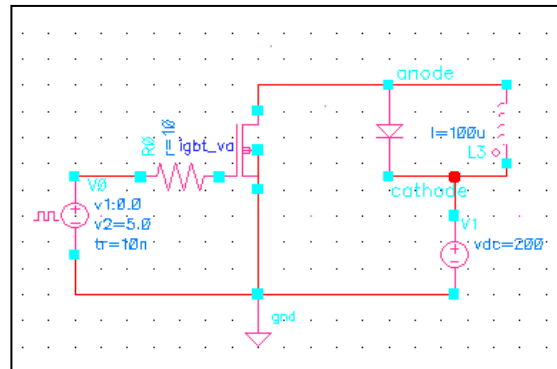 anode
R0
r=10
igbt_va
l=100u
L3
cathode
V0
v1:0.0
v2=5.0
tr=10n
V1
vdc=200
gnd